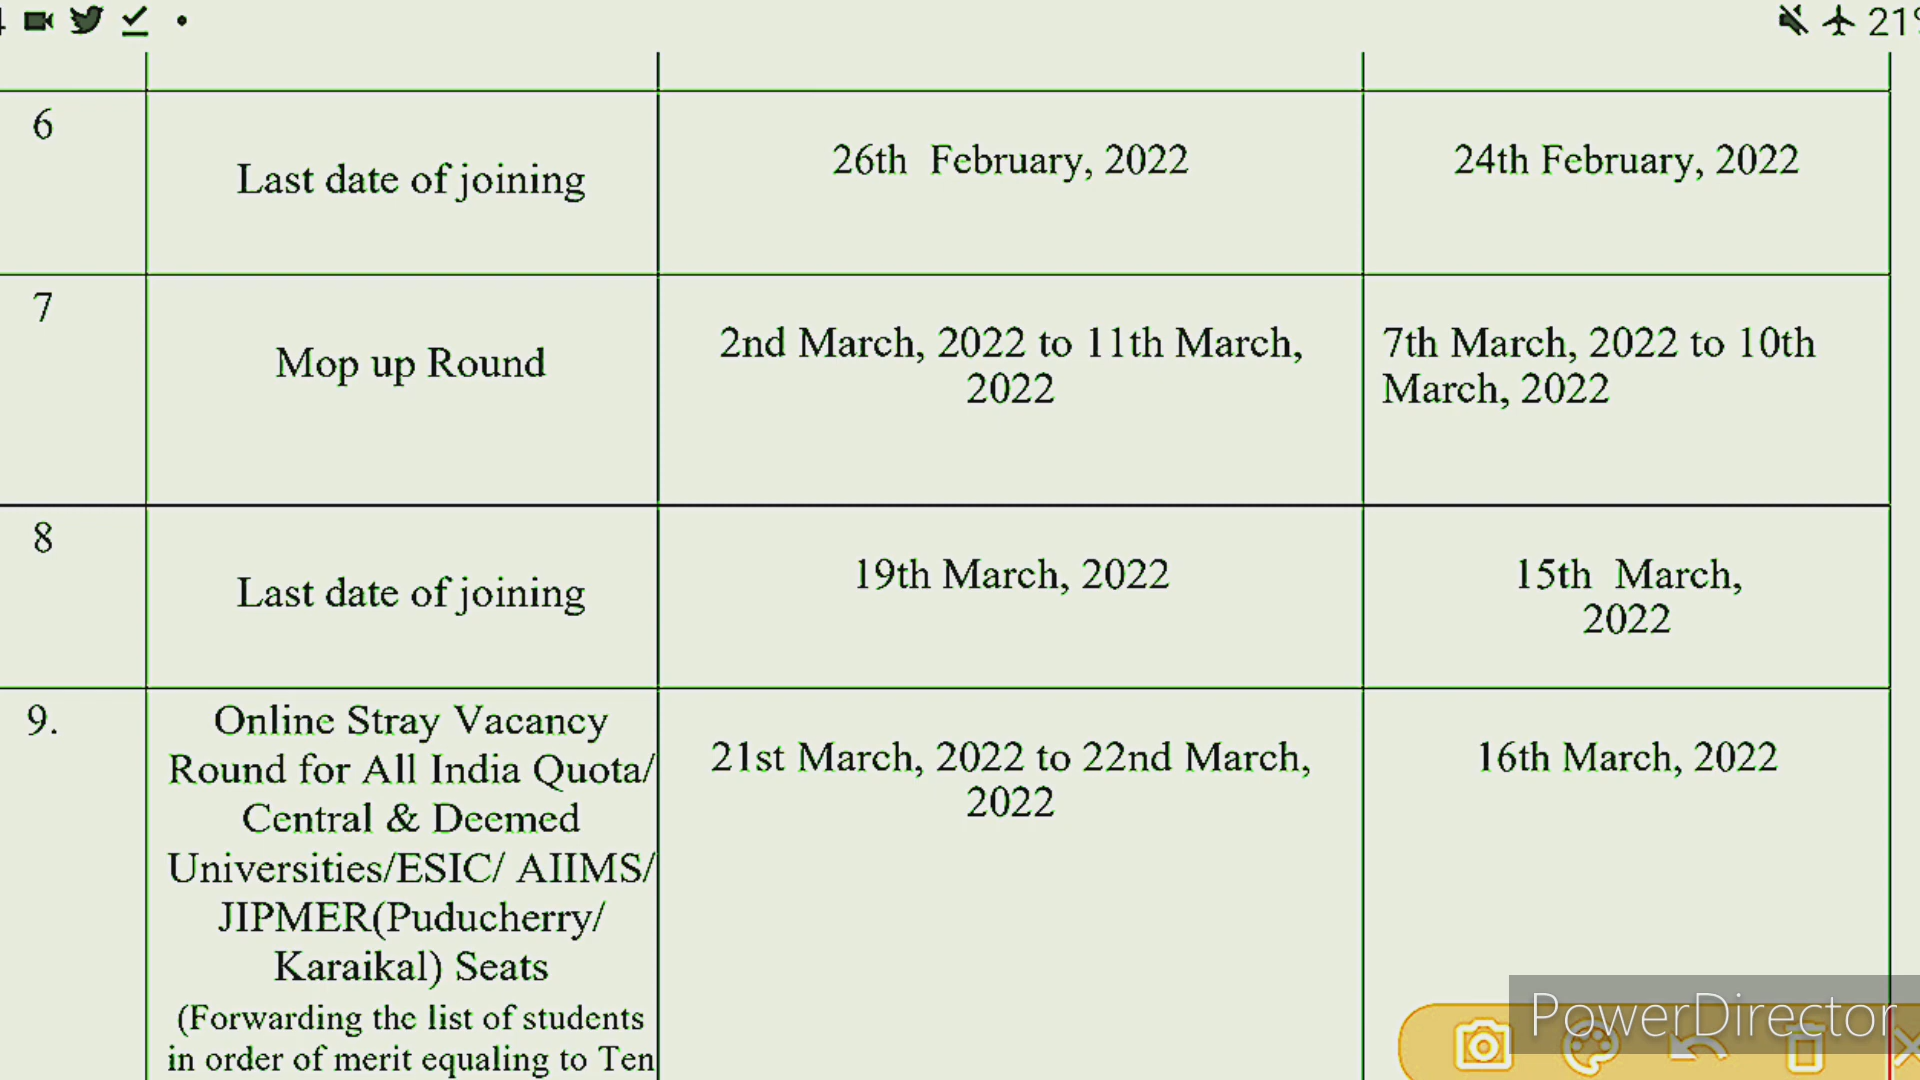 21
6
Last date of joining
26th February, 2022
24th February, 2022
7
Mop up Round
2nd March, 2022 to 11th March,
2022
7th March, 2022 to 10th
March, 2022
8
Last date of joining
19th March, 2022
15th March,
2022
9.
Online Stray Vacancy
Round for All India Quota/
Central & Deemed
Universities/ESIC/ AIIMS/
JIPMER(Puducherry/
Karaikal) Seats
(Forwarding the list of students
in order of merit equaling to Ten
21st March, 2022 to 22nd March,
2022
16th March, 2022
PowerDirector